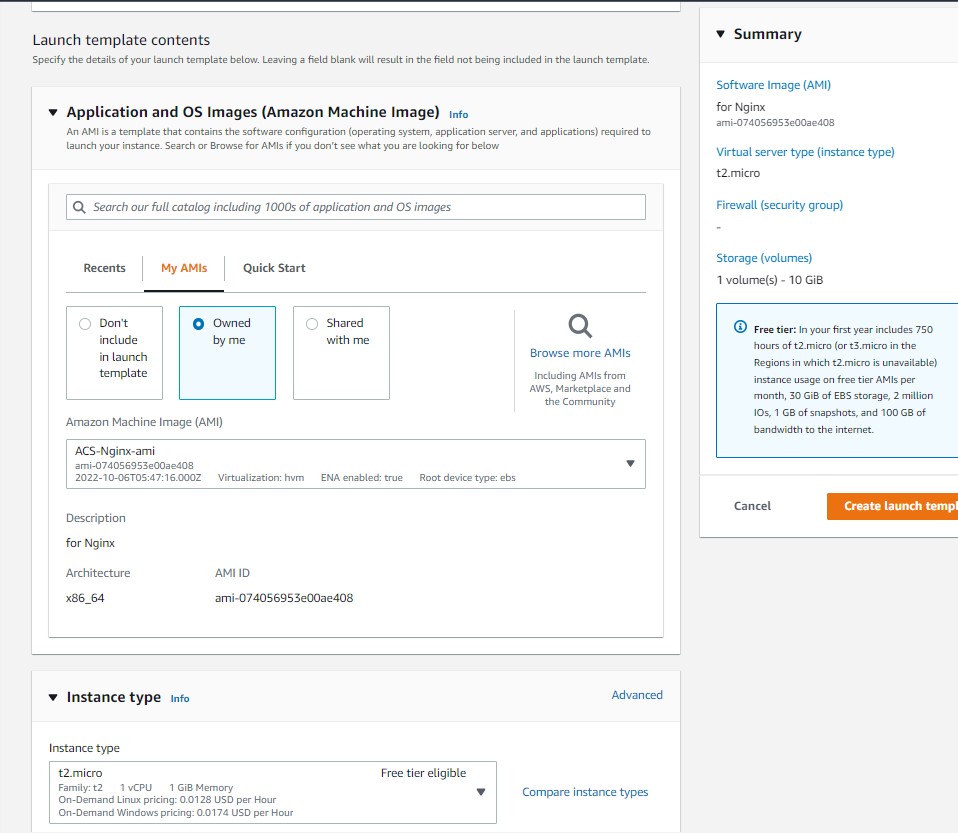 Launch template contents
Specify the details of your launch template below. Leaving a field blank will result in the field not being included in the launch template.
Application and OS Images (Amazon Machine Image) Info
An AMI is a template that contains the software configuration (operating system, application server, and applications) required to
launch your instance. Search or Browse for AMIs if you don't see what you are looking for below
Search our full catalog including 1000s of application and OS images
Recents My AMIs Quick Start
Don't
include
in launch
template
Owned
by me
Shared
with me
Browse more AMIs
Including AMIs from
AWS, Marketplace and
the Community
Amazon Machine Image (AMI)
ACS-Nginx-ami
ami-074056953e00ae408
2022-10-06T05:47:16.000Z Virtualization: hvm ENA enabled: true Root device type: ebs
Description
for Nginx
Architecture AMI ID
x86_64 ami-074056953e00ae408
Instance type Info Advanced
Instance type
t2.micro Free tier eligible
Family: t2 1 vCPU 1 GiB Memory
On-Demand Linux pricing: 0.0128 USD per Hour
On-Demand Windows pricing: 0.0174 USD per Hour
Compare instance types
Summary
Software Image (AMI)
for Nginx
ami-074056953e00ae408
Virtual server type (instance type)
t2.micro
Firewall (security group)
-
Storage (volumes)
1 volume(s) - 10 GiB
Free tier: In your first year includes 750
hours of t2.micro (or t3.micro in the
Regions in which t2.micro is unavailable)
instance usage on free tier AMIs per
month, 30 GiB of EBS storage, 2 million
IOs, 1 GB of snapshots, and 100 GB of
bandwidth to the internet.
Cancel Create launch templ